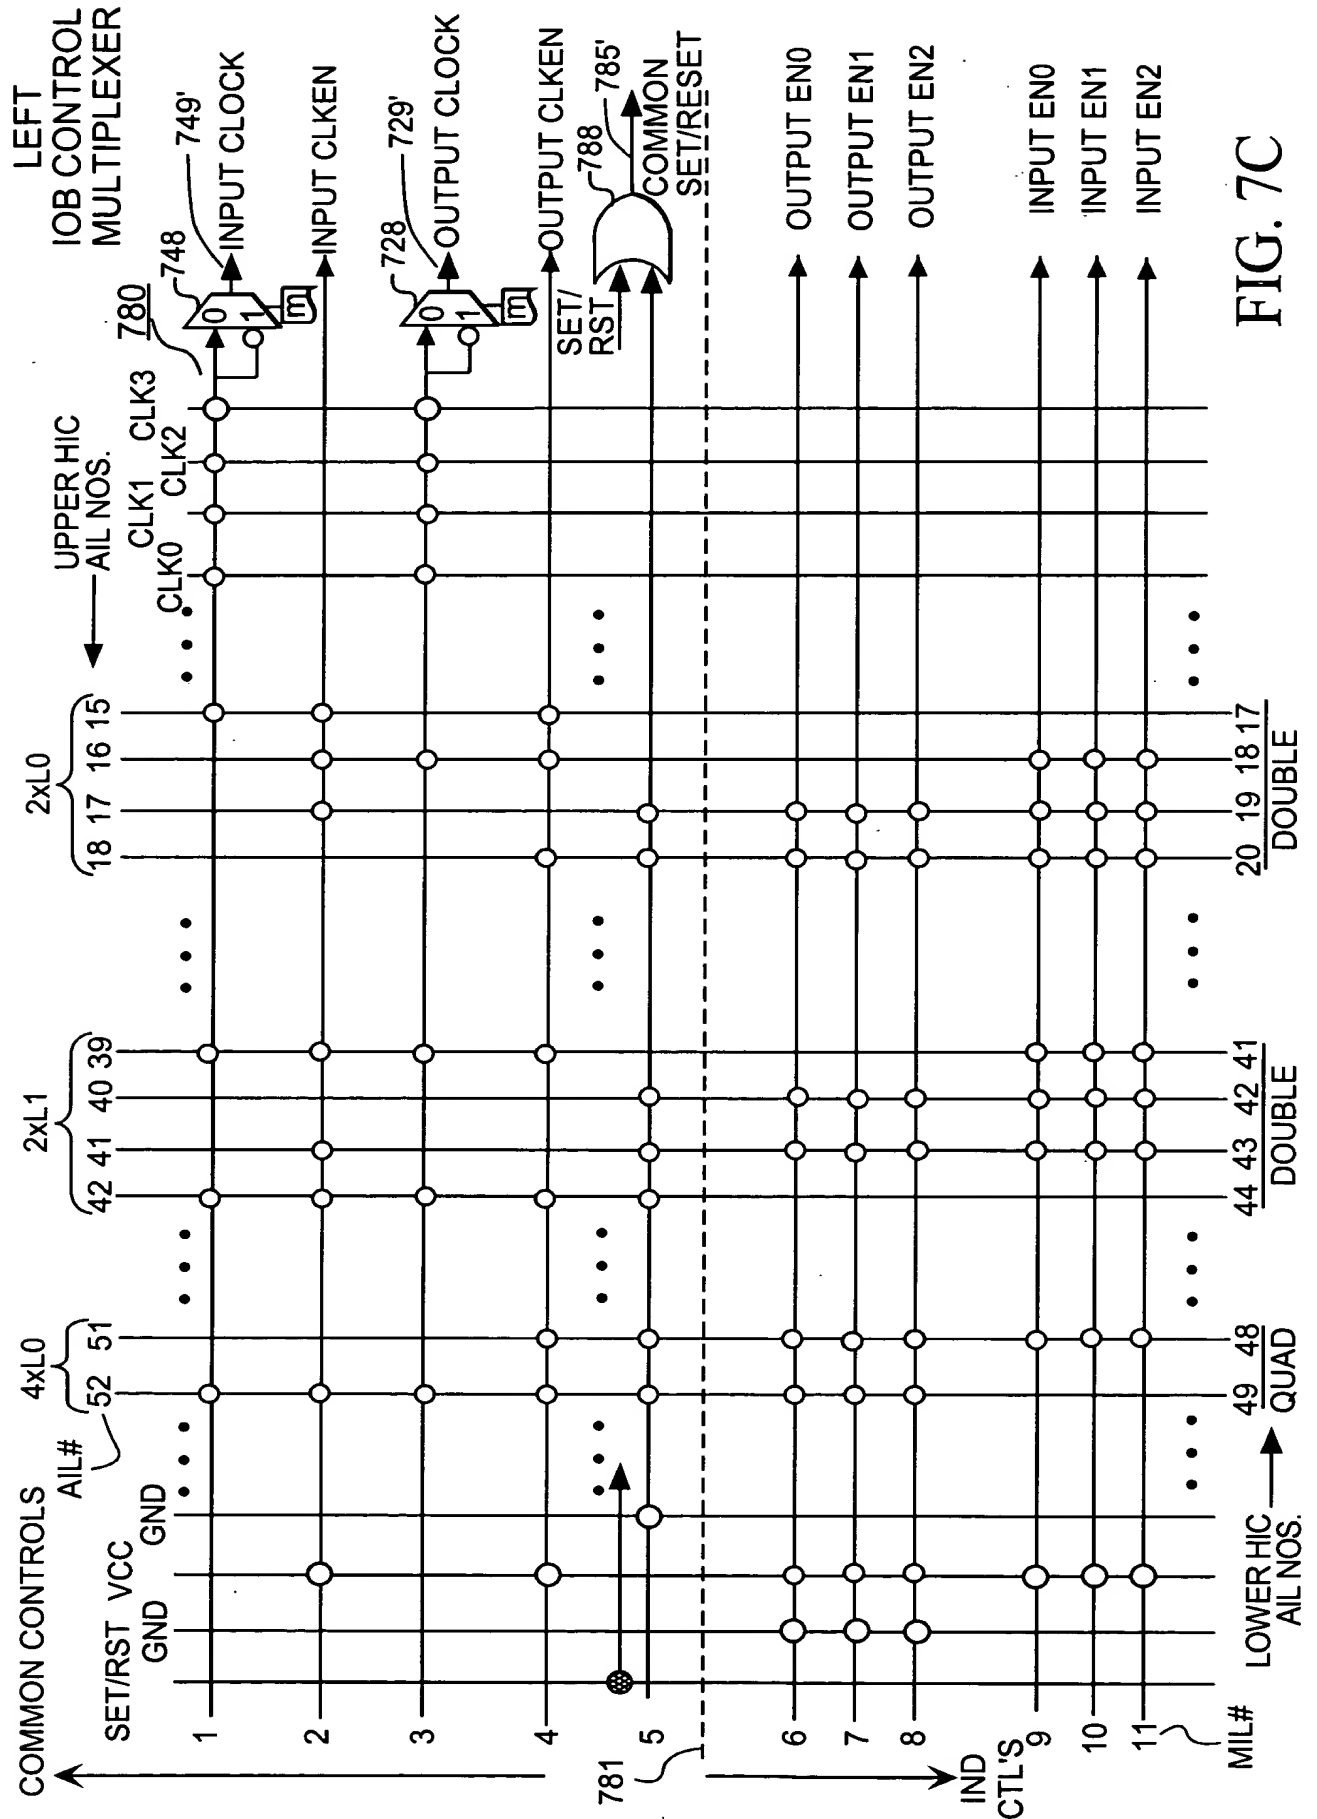 LEFT
IOB CONTROL
MULTIPLEXER
COMMON CONTROLS
AIL#
4xL0
52 51
2xL1
42 41 40 39
2xL0
18 17 16 15
UPPER HIC
AIL NOS.
SET/RST
GND
VCC
GND
CLK0
CLK1
CLK2
CLK3
780
748
749'
0
1
m
INPUT CLOCK
INPUT CLKEN
728
729'
0
1
m
OUTPUT CLOCK
OUTPUT CLKEN
SET/
RST
788
785'
COMMON
SET/RESET
1
2
3
4
5
781
6
7
8
9
10
11
IND
CTL'S
MIL#
OUTPUT EN0
OUTPUT EN1
OUTPUT EN2
INPUT EN0
INPUT EN1
INPUT EN2
LOWER HIC
AIL NOS.
49 48
QUAD
44 43 42 41
DOUBLE
20 19 18 17
DOUBLE
FIG. 7C